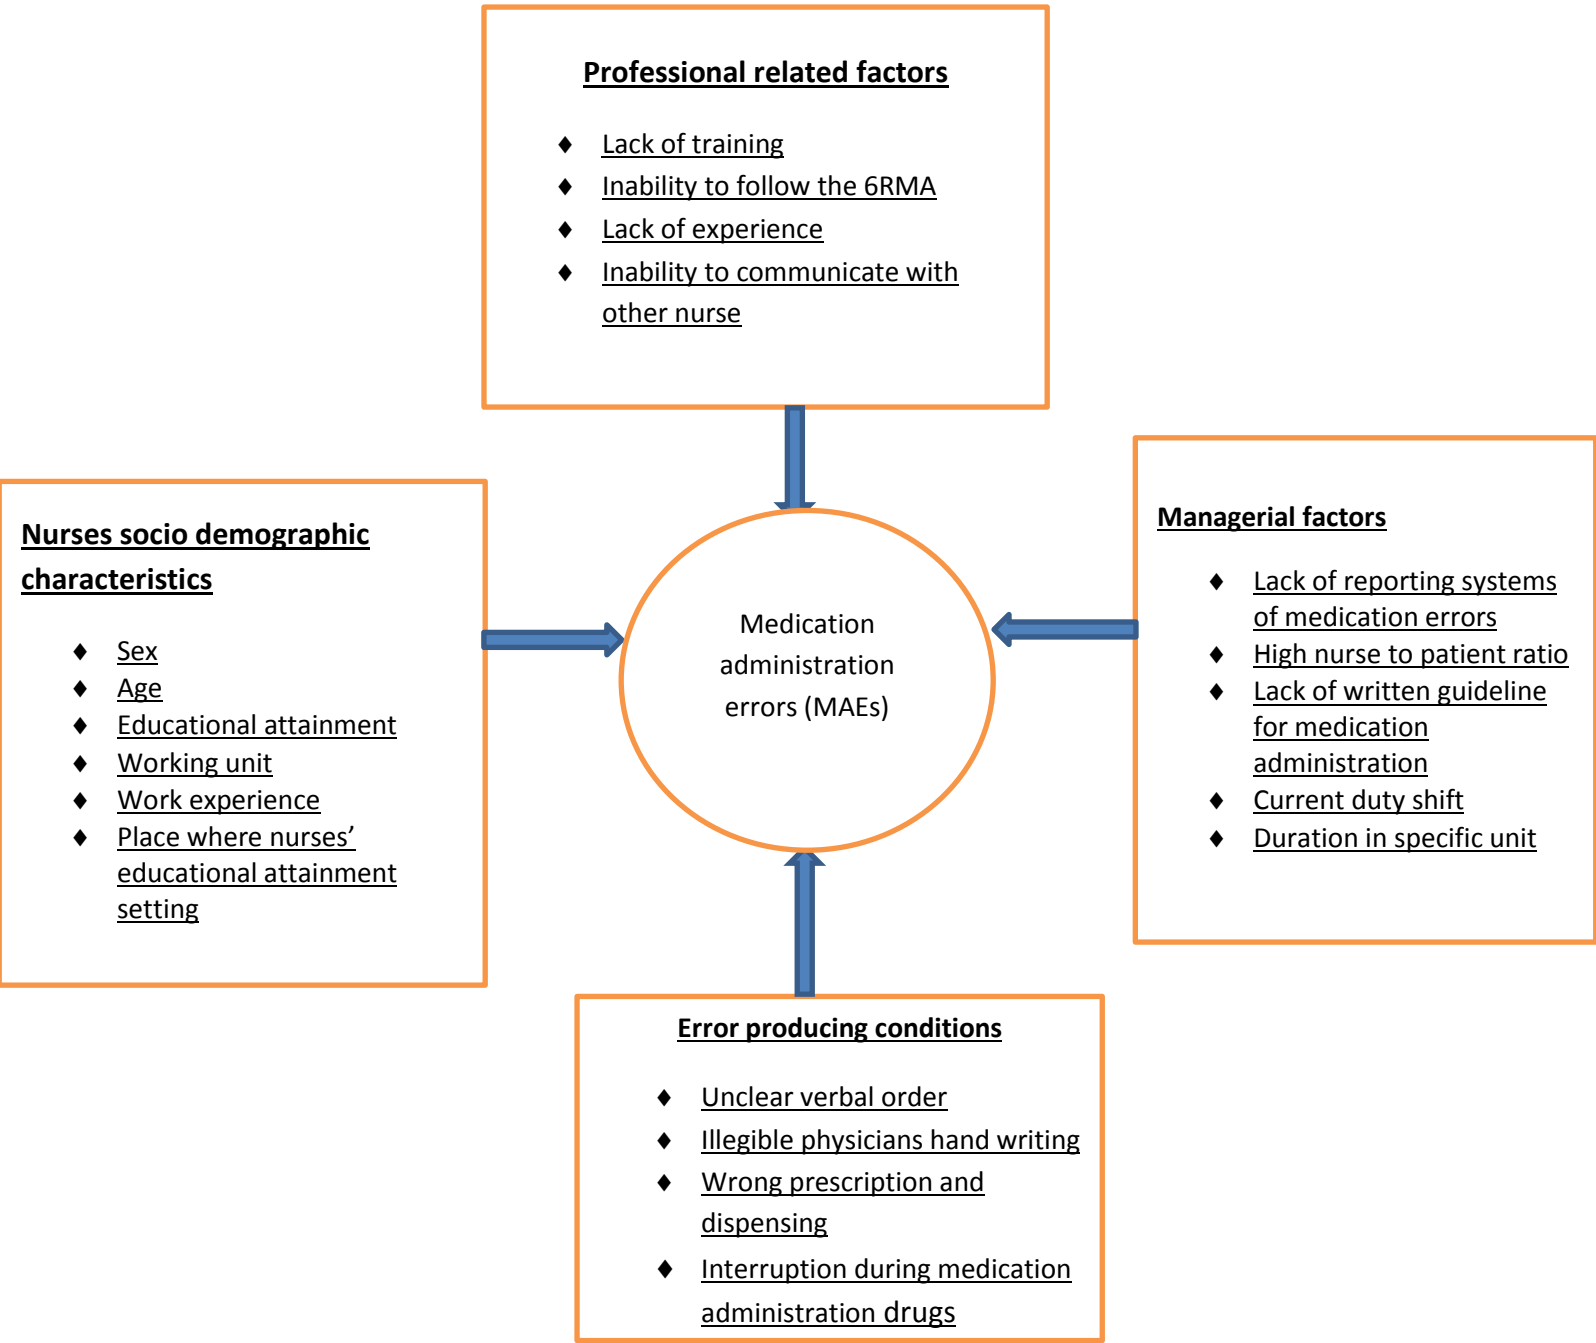 Professional related factors
♦ Lack of training
♦ Inability to follow the 6RMA
♦ Lack of experience
♦ Inability to communicate with
other nurse
Nurses socio demographic
characteristics
♦ Sex
♦ Age
♦ Educational attainment
♦ Working unit
♦ Work experience
♦ Place where nurses’
educational attainment
setting
Medication
administration
errors (MAEs)
Managerial factors
♦ Lack of reporting systems
of medication errors
♦ High nurse to patient ratio
♦ Lack of written guideline
for medication
administration
♦ Current duty shift
♦ Duration in specific unit
Error producing conditions
♦ Unclear verbal order
♦ Illegible physicians hand writing
♦ Wrong prescription and
dispensing
♦ Interruption during medication
administration drugs